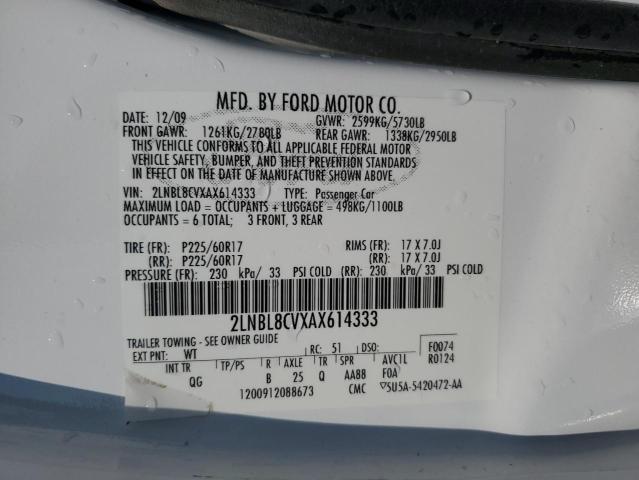 MFD. BY FORD MOTOR CO.
DATE: 12/09 GVWR: 2599KG/5730LB
FRONT GAWR: 1261KG/2780LB REAR GAWR: 1338KG/2950LB
THIS VEHICLE CONFORMS TO ALL APPLICABLE FEDERAL MOTOR
VEHICLE SAFETY, BUMPER, AND THEFT PREVENTION STANDARDS
IN EFFECT ON THE DATE OF MANUFACTURE SHOWN ABOVE.
VIN: 2LNBL8CVXAX614333 TYPE: Passenger Car
MAXIMUM LOAD = OCCUPANTS + LUGGAGE = 498KG/1100LB
OCCUPANTS = 6 TOTAL; 3 FRONT, 3 REAR
TIRE (FR): P225/60R17 RIMS (FR): 17 X 7.0J
(RR): P225/60R17 (RR): 17 X 7.0J
PRESSURE (FR): 230 kPa/ 33 PSI COLD (RR): 230 kPa/ 33 PSI COLD
2LNBL8CVXAX614333
TRAILER TOWING - SEE OWNER GUIDE
EXT PNT: WT RC: 51 DSO: F0074
INT TR TP/PS R AXLE TR SPR AVC1L R0124
QG B 25 Q AA88 F0A
1200912088673 CMC ▽5U5A-5420472-AA